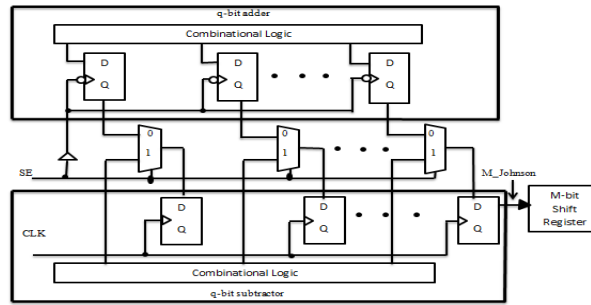 q-bit adder
Combinational Logic
D D D
Q Q Q
0 0 0
1 1 1
SE
M_Johnson
D D D
Q Q Q
M-bit
Shift
Register
CLK
Combinational Logic
q-bit subtractor